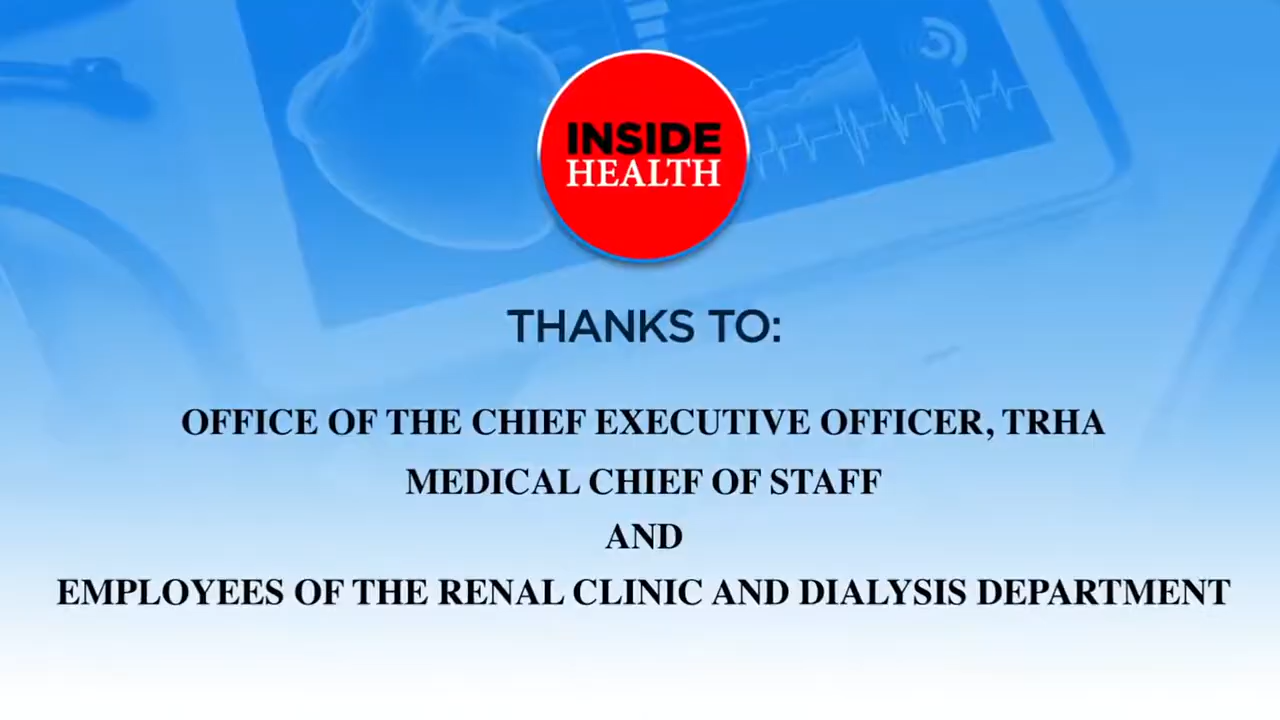 INSIDE
HEALTH
THANKS TO:
OFFICE OF THE CHIEF EXECUTIVE OFFICER, TRHA
MEDICAL CHIEF OF STAFF
AND
EMPLOYEES OF THE RENAL CLINIC AND DIALYSIS DEPARTMENT